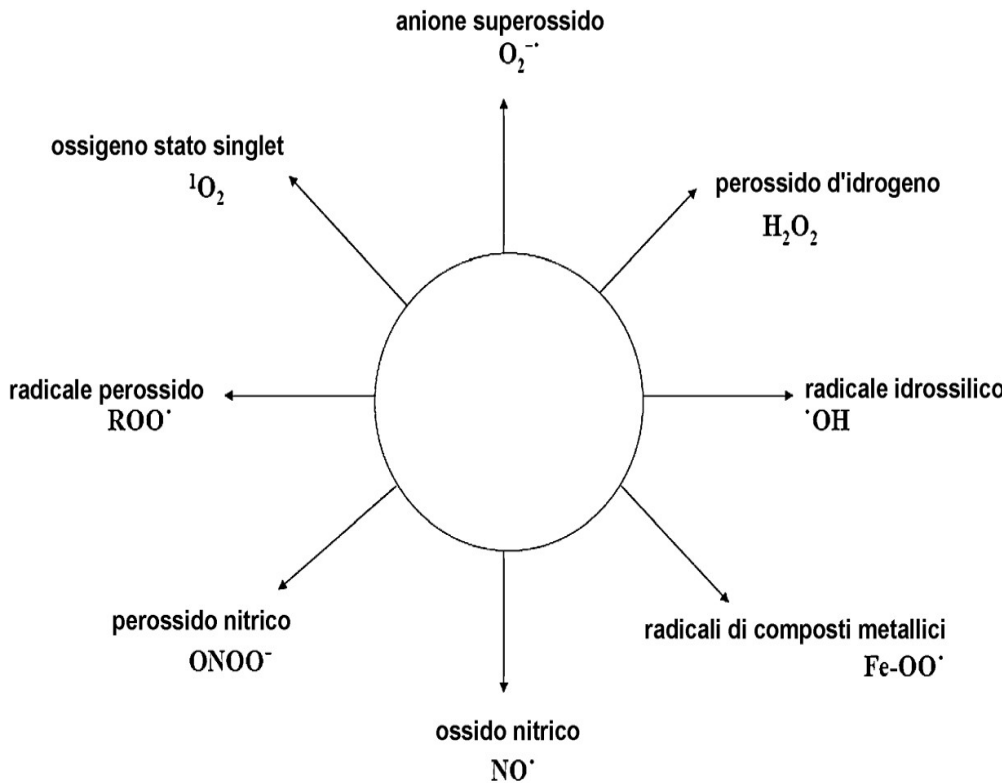 anione superossido
O₂⁻˙
ossigeno stato singlet
¹O₂
perossido d'idrogeno
H₂O₂
radicale perossido
ROO˙
radicale idrossilico
˙OH
perossido nitrico
ONOO⁻
radicali di composti metallici
Fe-OO˙
ossido nitrico
NO˙